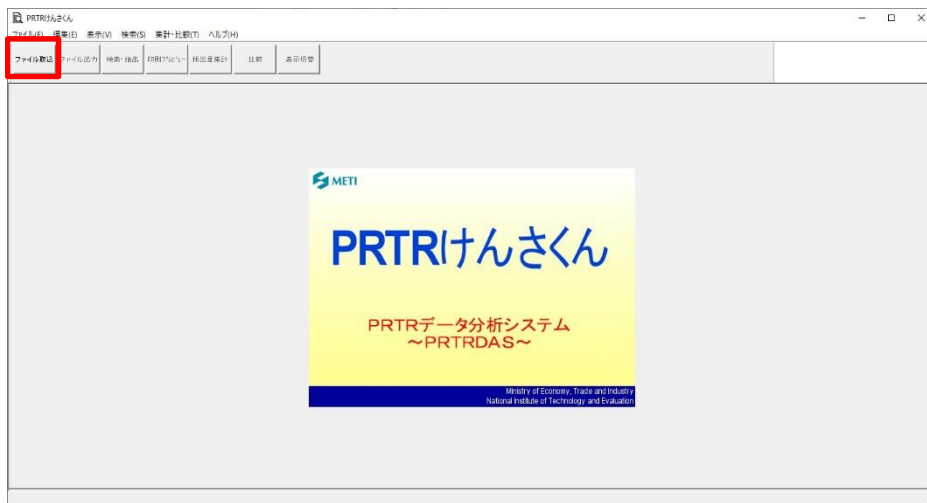 PRTRけんさくん
ファイル(F) 編集(E) 表示(V) 検索(S) 集計・比較(T) ヘルプ(H)
ファイル取込 ファイル出力 検索・抽出 印刷プレビュー 排出量集計 比較 表示切替
METI
PRTRけんさくん
PRTRデータ分析システム
~PRTRDAS~
Ministry of Economy, Trade and Industry
National Institute of Technology and Evaluation